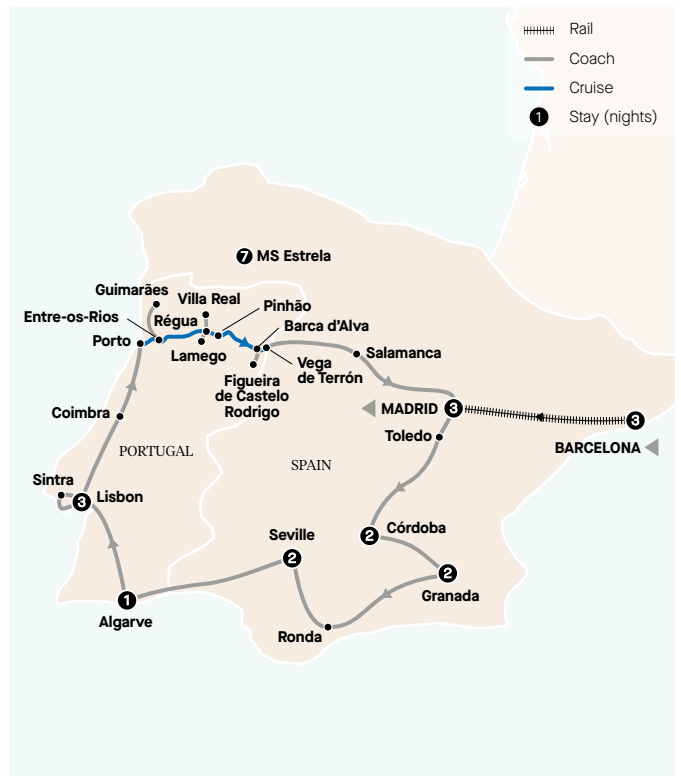 Rail
Coach
Cruise
1 Stay (nights)
7 MS Estrela
Guimarães
Villa Real
Pinhão
Entre-os-Rios
Régua
Barca d'Alva
Porto
Lamego
Salamanca
Vega
de Terrón
Figueira
de Castelo
Rodrigo
MADRID 3
3
BARCELONA
Coimbra
Toledo
PORTUGAL
SPAIN
Sintra
3 Lisbon
Seville
2
2 Córdoba
2
Granada
1
Algarve
Ronda